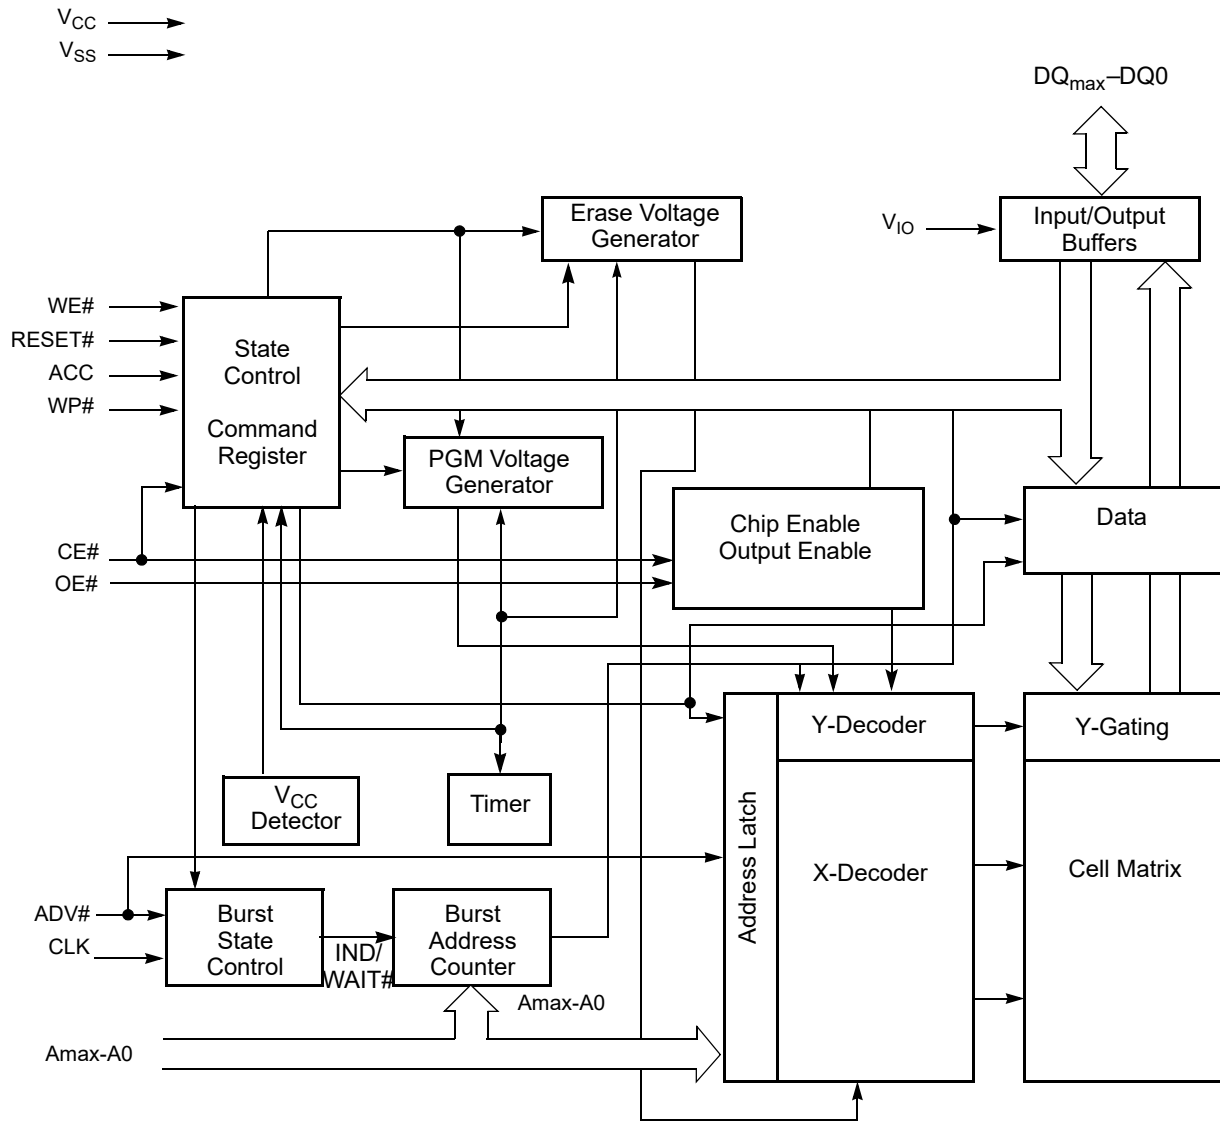 VCC
VSS
DQmax–DQ0
Erase Voltage
Generator
VIO
Input/Output
Buffers
WE#
RESET#
ACC
WP#
State
Control
Command
Register
PGM Voltage
Generator
Chip Enable
Output Enable
Data
CE#
OE#
Y-Decoder
Y-Gating
VCC
Detector
Timer
Address Latch
X-Decoder
Cell Matrix
ADV#
CLK
Burst
State
Control
IND/
WAIT#
Burst
Address
Counter
Amax-A0
Amax-A0